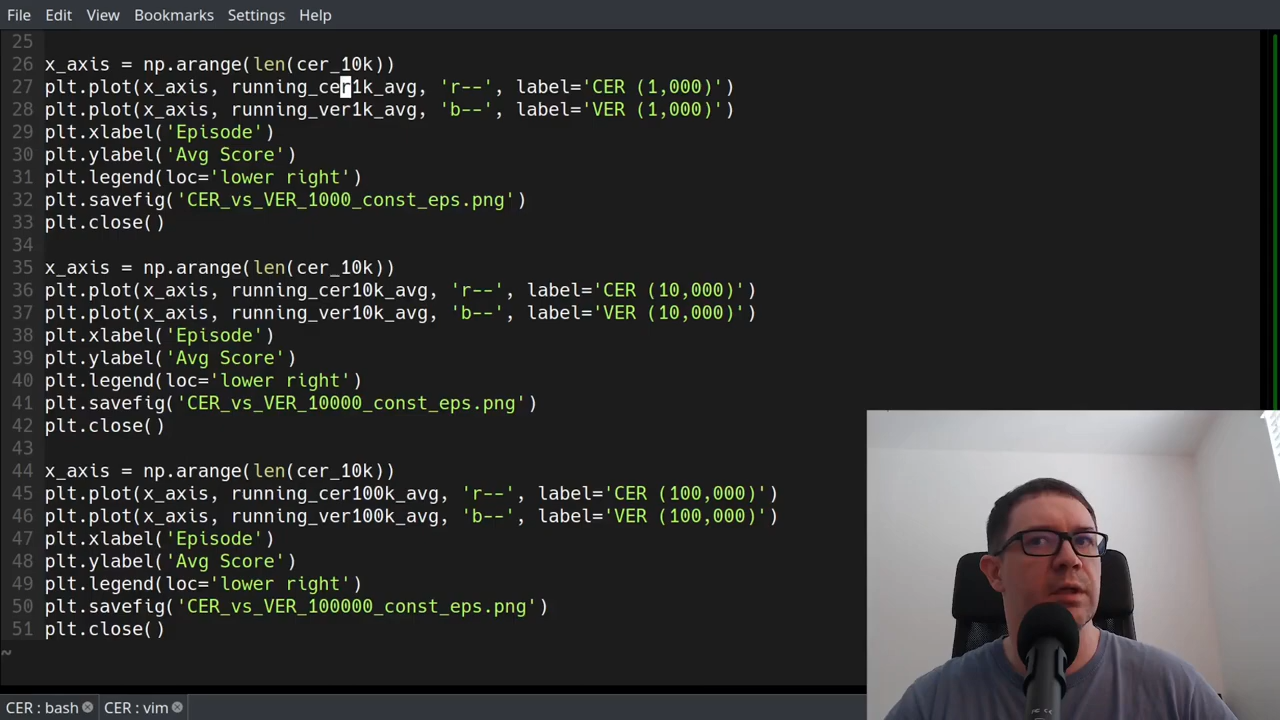 File Edit View Bookmarks Settings Help
25
26 x_axis = np.arange(len(cer_10k))
27 plt.plot(x_axis, running_cer1k_avg, 'r--', label='CER (1,000)')
28 plt.plot(x_axis, running_ver1k_avg, 'b--', label='VER (1,000)')
29 plt.xlabel('Episode')
30 plt.ylabel('Avg Score')
31 plt.legend(loc='lower right')
32 plt.savefig('CER_vs_VER_1000_const_eps.png')
33 plt.close()
34
35 x_axis = np.arange(len(cer_10k))
36 plt.plot(x_axis, running_cer10k_avg, 'r--', label='CER (10,000)')
37 plt.plot(x_axis, running_ver10k_avg, 'b--', label='VER (10,000)')
38 plt.xlabel('Episode')
39 plt.ylabel('Avg Score')
40 plt.legend(loc='lower right')
41 plt.savefig('CER_vs_VER_10000_const_eps.png')
42 plt.close()
43
44 x_axis = np.arange(len(cer_10k))
45 plt.plot(x_axis, running_cer100k_avg, 'r--', label='CER (100,000)')
46 plt.plot(x_axis, running_ver100k_avg, 'b--', label='VER (100,000)')
47 plt.xlabel('Episode')
48 plt.ylabel('Avg Score')
49 plt.legend(loc='lower right')
50 plt.savefig('CER_vs_VER_100000_const_eps.png')
51 plt.close()
~
CER : bash CER : vim